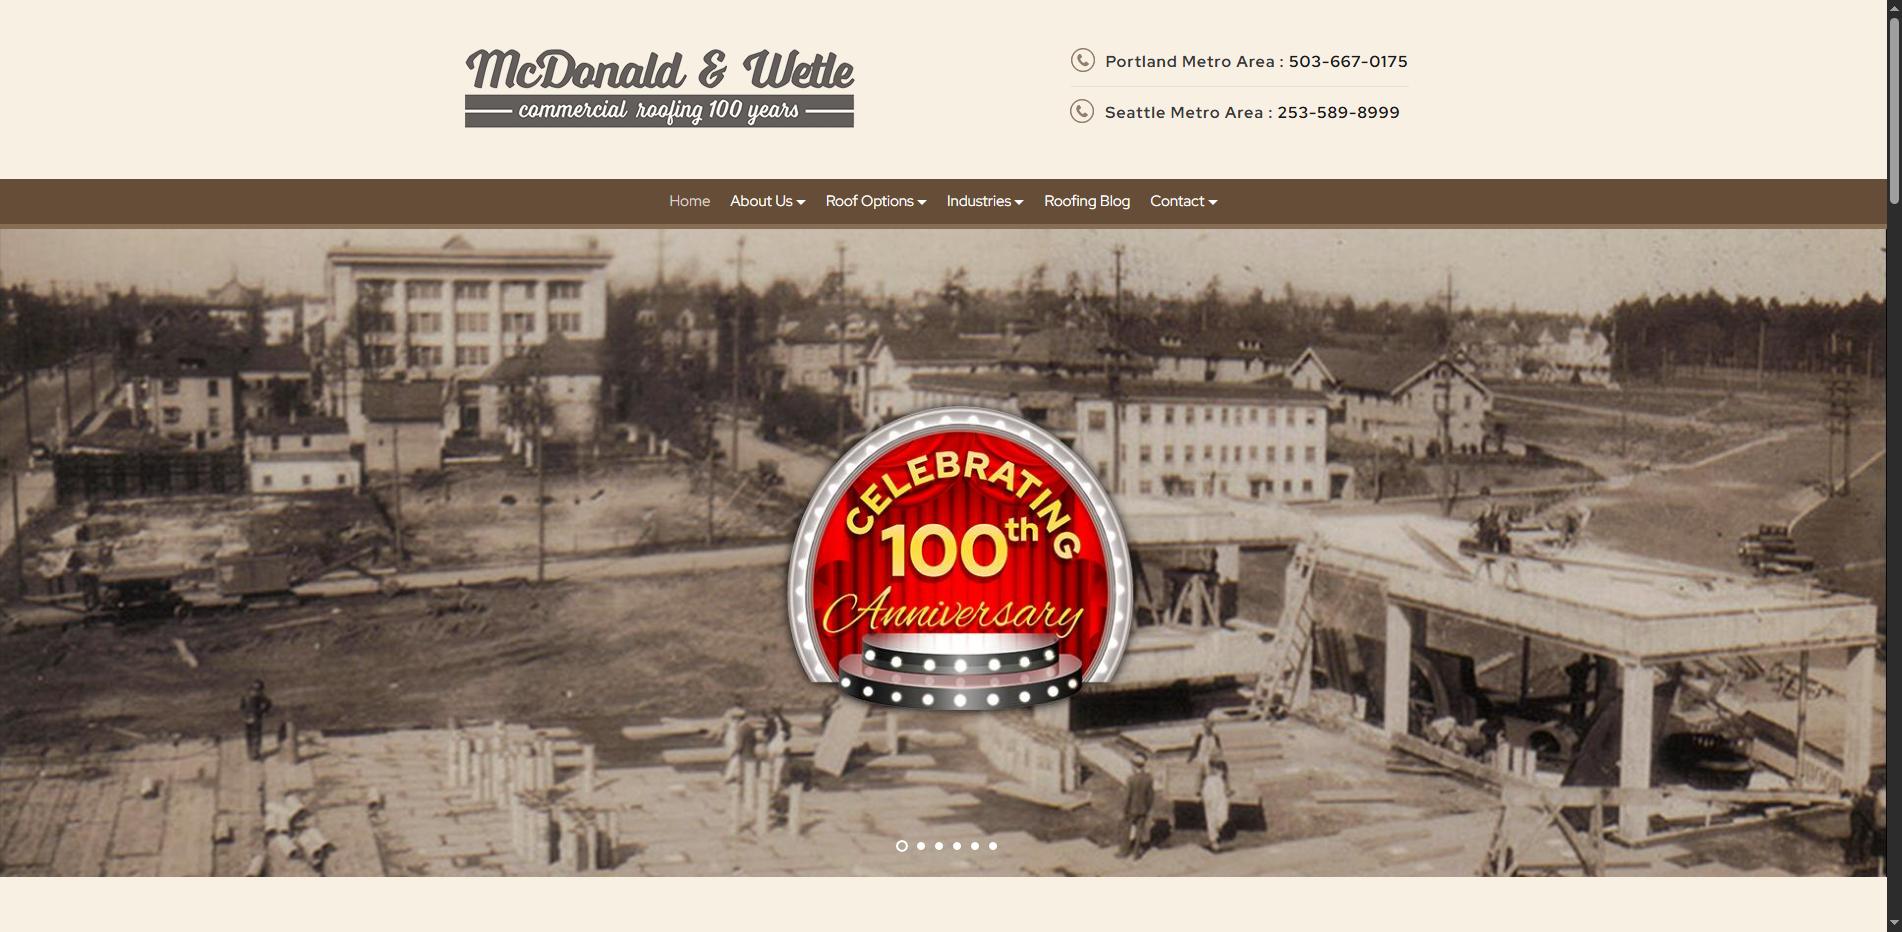 McDonald & Wetle
commercial roofing 100 years
Portland Metro Area : 503-667-0175
Seattle Metro Area : 253-589-8999
Home About Us Roof Options Industries Roofing Blog Contact
CELEBRATING
100th
Anniversary